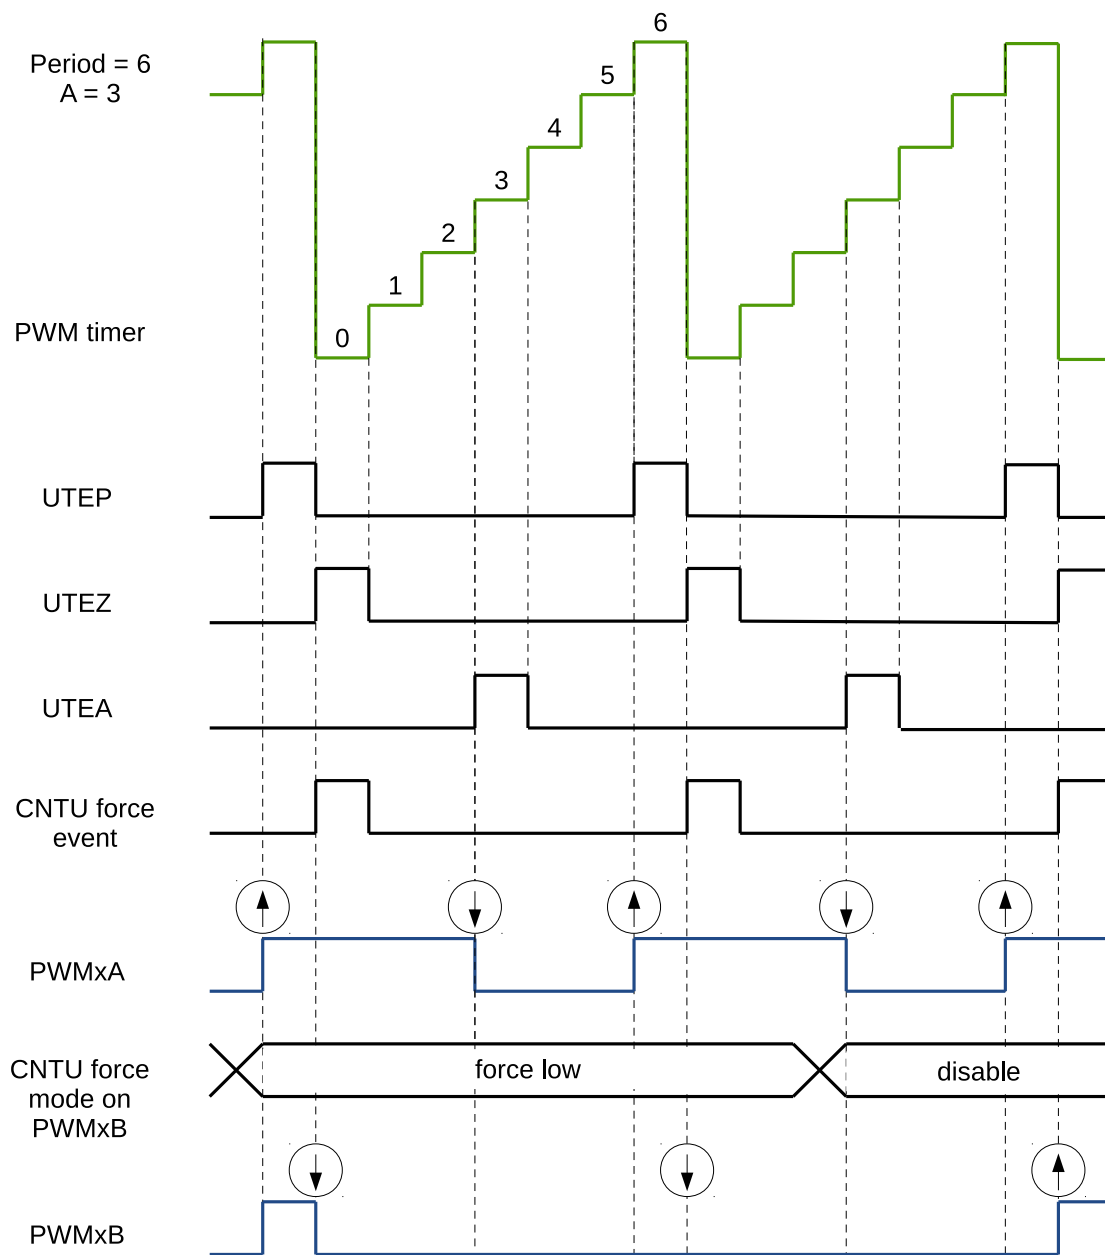 Period = 6
A = 3
6
5
4
3
2
1
0
PWM timer
UTEP
UTEZ
UTEA
CNTU force
event
PWMxA
CNTU force
mode on
PWMxB
force low
disable
PWMxB